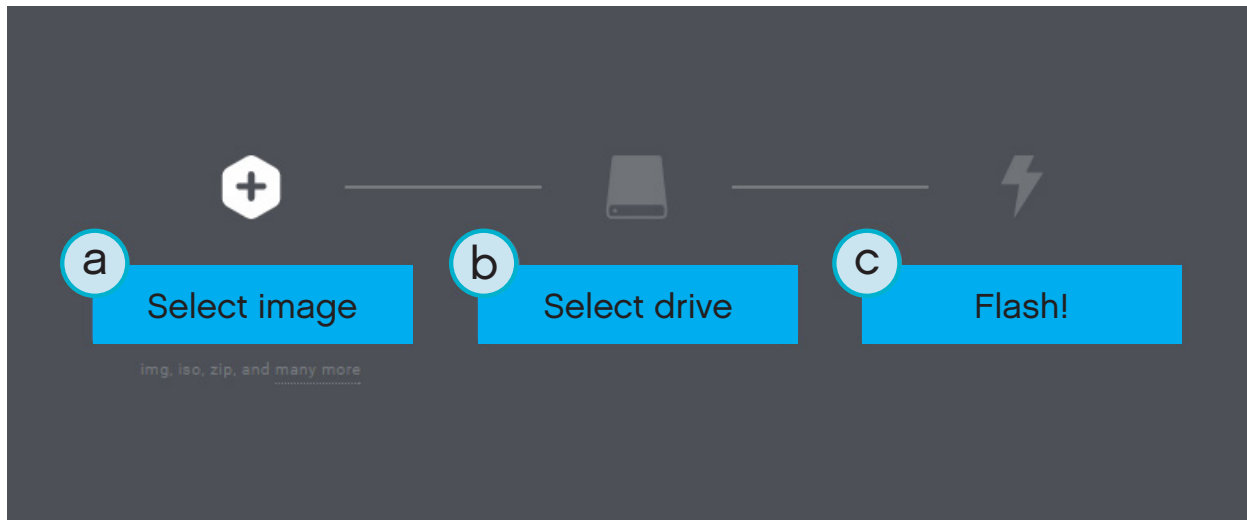 a
Select image
b
Select drive
c
Flash!
img, iso, zip, and many more